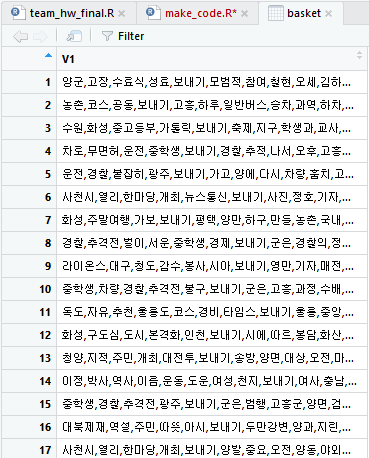 team_hw_final.R × make_code.R* × basket
Filter
V1
1 양군,고장,수료식,성료,보내기,모범적,참여,철현,오세,김하...
2 농촌,코스,공동,보내기,고흥,하루,일반버스,승차,과역,하차,...
3 수원,화성,중고등부,가톨릭,보내기,축제,지구,학생과,교사,...
4 차로,무면허,운전,중학생,보내기,경찰,추적,나서,오후,고흥...
5 운전,경찰,붙잡히,광주,보내기,가고,양에,다시,차량,훔치,고...
6 사천시,열리,한마당,개최,뉴스통신,보내기,사진,정호,기자,...
7 화성,주말여행,가보,보내기,평택,양만,하구,만들,농촌,국내,...
8 경찰,추격전,벌이,서운,중학생,경제,보내기,군은,경찰의,정...
9 라이온스,대구,청도,감수,봉사,시아,보내기,영만,기자,매전,...
10 중학생,차량,경찰,추격전,불구,보내기,군은,고흥,과정,수배,...
11 독도,자유,추천,울릉도,코스,경비,타임스,보내기,울릉,중앙,...
12 화성,구도심,도시,본격화,인천,보내기,시에,따르,봉담,화산,...
13 청양,지적,주민,개최,대전투,보내기,송방,양면,대상,오전,마...
14 이정,박사,역사,이름,운동,도운,여성,천지,보내기,여사,충남,...
15 중학생,경찰,추격전,광주,보내기,군은,범행,고흥군,양면,검...
16 대북제재,역설,주민,따뜻,아시,보내기,두만강변,양과,지린,...
17 사천시,열리,한마당,개최,보내기,양발,중요,오전,양동,야외...